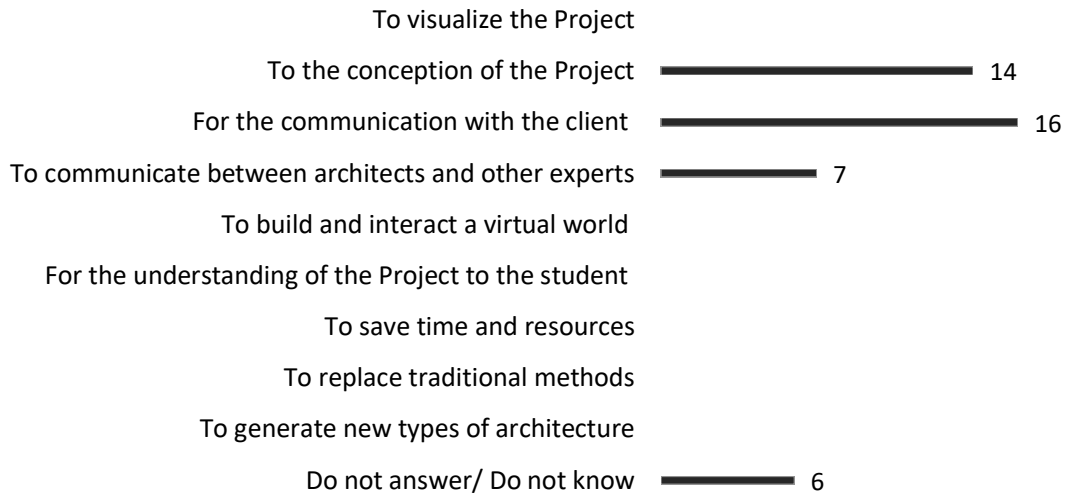 To visualize the Project
To the conception of the Project 14
For the communication with the client 16
To communicate between architects and other experts 7
To build and interact a virtual world
For the understanding of the Project to the student
To save time and resources
To replace traditional methods
To generate new types of architecture
Do not answer/ Do not know 6